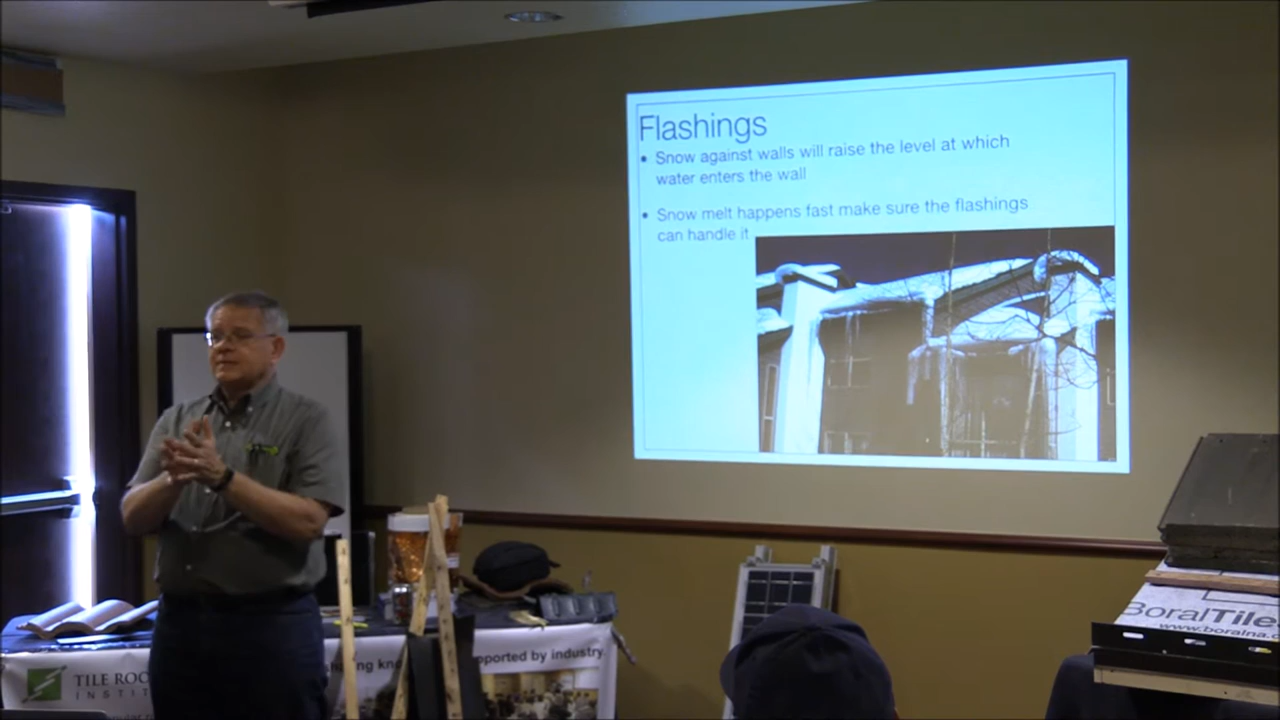 Flashings
• Snow against walls will raise the level at which
water enters the wall
• Snow melt happens fast make sure the flashings
can handle it
BoralTile
www.boralna.c
TILE ROO
INSTIT
pported by industry